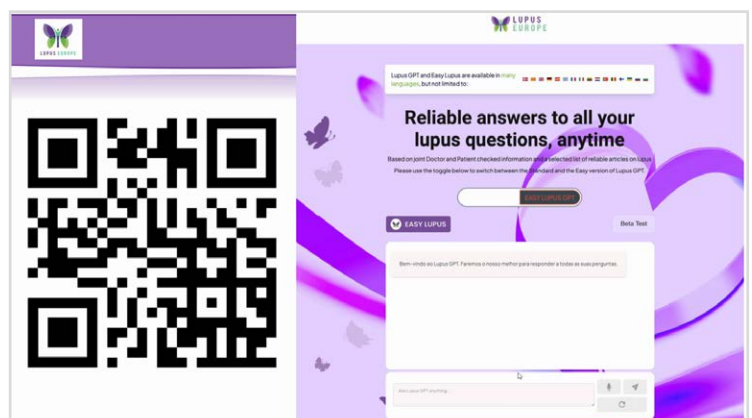 LUPUS EUROPE
LUPUS
EUROPE
Lupus GPT and Easy Lupus are available in many
languages, but not limited to:
Reliable answers to all your
lupus questions, anytime
Based on joint Doctor and Patient checked information and a selected list of reliable articles on Lupus
Please use the toggle below to switch between the Standard and the Easy version of Lupus GPT.
EASY LUPUS GPT
EASY LUPUS
Beta Test
Bem-vindo ao Lupus GPT. Faremos o nosso melhor para responder a todas as suas perguntas.
Ask Lupus GPT anything...